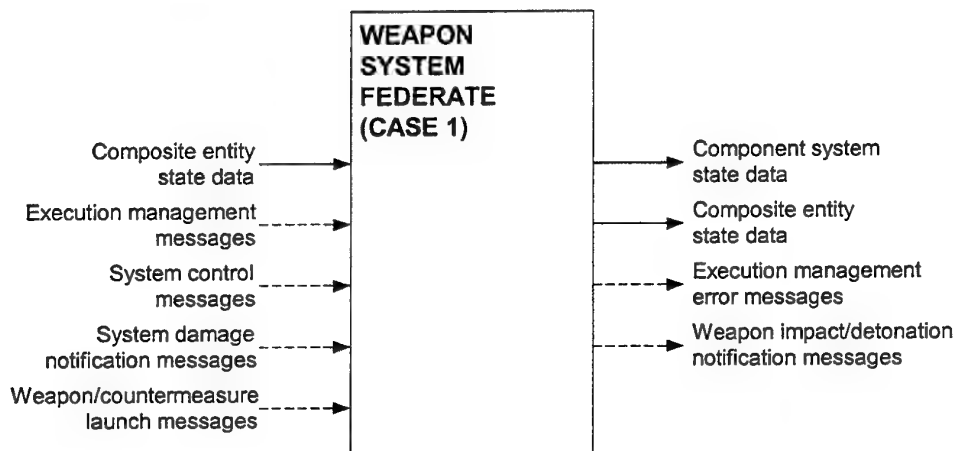 WEAPON
SYSTEM
FEDERATE
(CASE 1)
Composite entity
state data
Execution management
messages
System control
messages
System damage
notification messages
Weapon/countermeasure
launch messages
Component system
state data
Composite entity
state data
Execution management
error messages
Weapon impact/detonation
notification messages